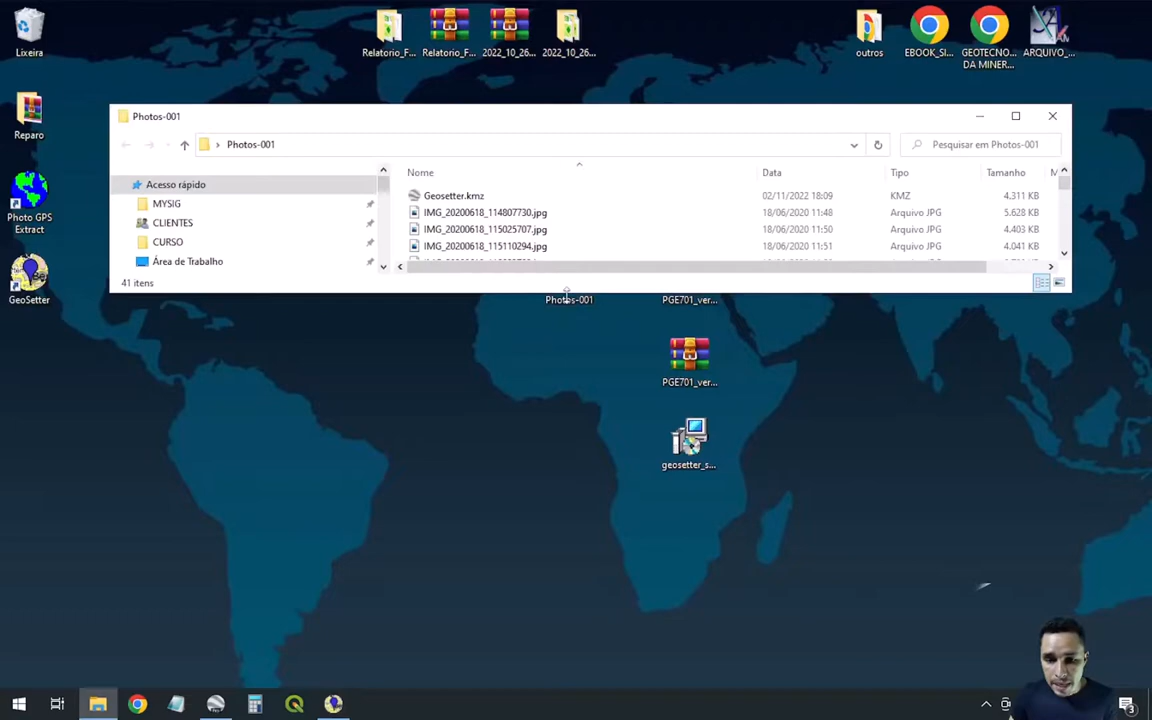 Lixeira
Relatorio_F...
Relatorio_F...
2022_10_26...
2022_10_26...
outros
EBOOK_SI...
GEOTECNO...
DA MINER...
ARQUIVO_...
Reparo
Photo GPS
Extract
GeoSetter
Photos-001
Photos-001
Pesquisar em Photos-001
Nome
Data
Tipo
Tamanho
Acesso rápido
MYSIG
CLIENTES
CURSO
Área de Trabalho
Geosetter.kmz 02/11/2022 18:09 KMZ 4.311 KB
IMG_20200618_114807730.jpg 18/06/2020 11:48 Arquivo JPG 5.628 KB
IMG_20200618_115025707.jpg 18/06/2020 11:50 Arquivo JPG 4.403 KB
IMG_20200618_115110294.jpg 18/06/2020 11:51 Arquivo JPG 4.041 KB
41 itens
Photos-001
PGE701_ver...
PGE701_ver...
geosetter_s...
3